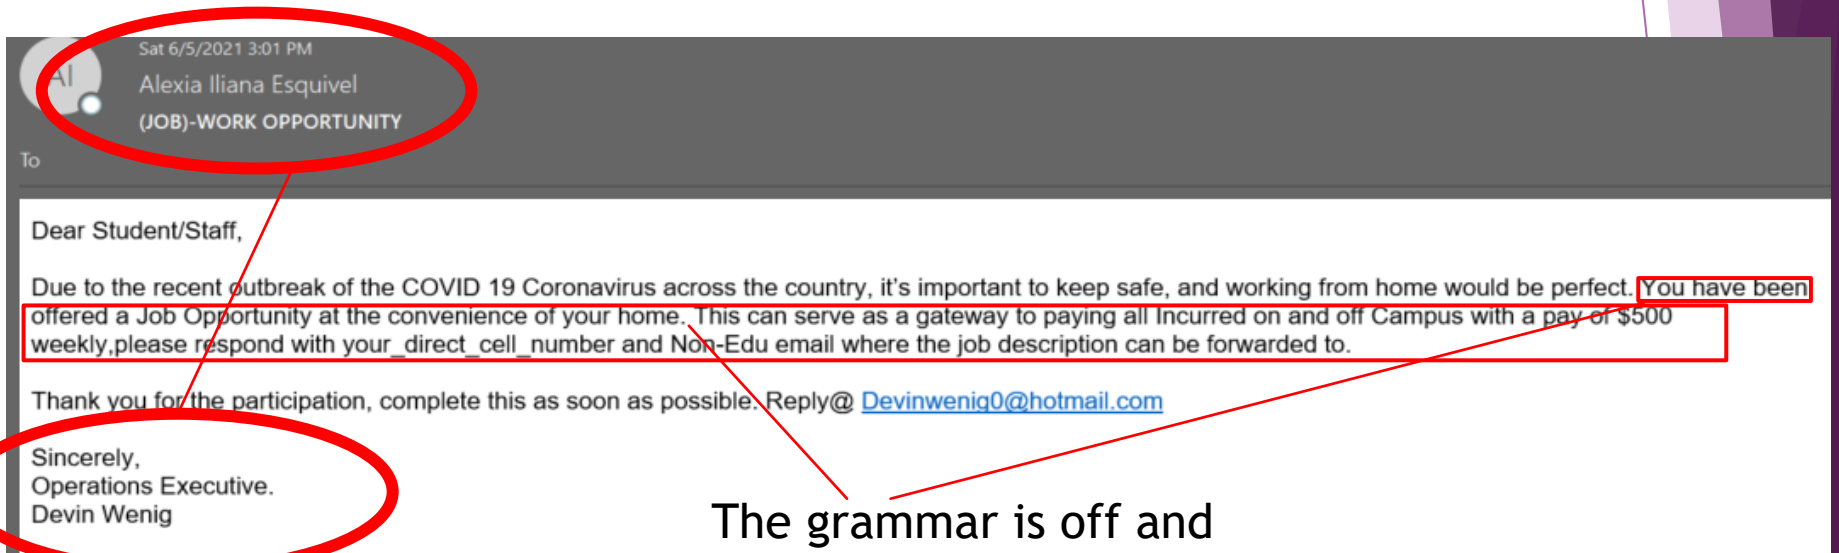 Sat 6/5/2021 3:01 PM
AI
Alexia Iliana Esquivel
(JOB)-WORK OPPORTUNITY
To
Dear Student/Staff,
Due to the recent outbreak of the COVID 19 Coronavirus across the country, it's important to keep safe, and working from home would be perfect. You have been
offered a Job Opportunity at the convenience of your home. This can serve as a gateway to paying all Incurred on and off Campus with a pay of $500
weekly,please respond with your_direct_cell_number and Non-Edu email where the job description can be forwarded to.
Thank you for the participation, complete this as soon as possible. Reply@ Devinwenig0@hotmail.com
Sincerely,
Operations Executive.
Devin Wenig
The grammar is off and